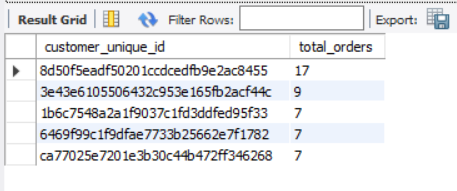 Result Grid Filter Rows: Export:
customer_unique_id total_orders
8d50f5eadf50201ccdcedfb9e2ac8455 17
3e43e6105506432c953e165fb2acf44c 9
1b6c7548a2a1f9037c1fd3ddfed95f33 7
6469f99c1f9dfae7733b25662e7f1782 7
ca77025e7201e3b30c44b472ff346268 7